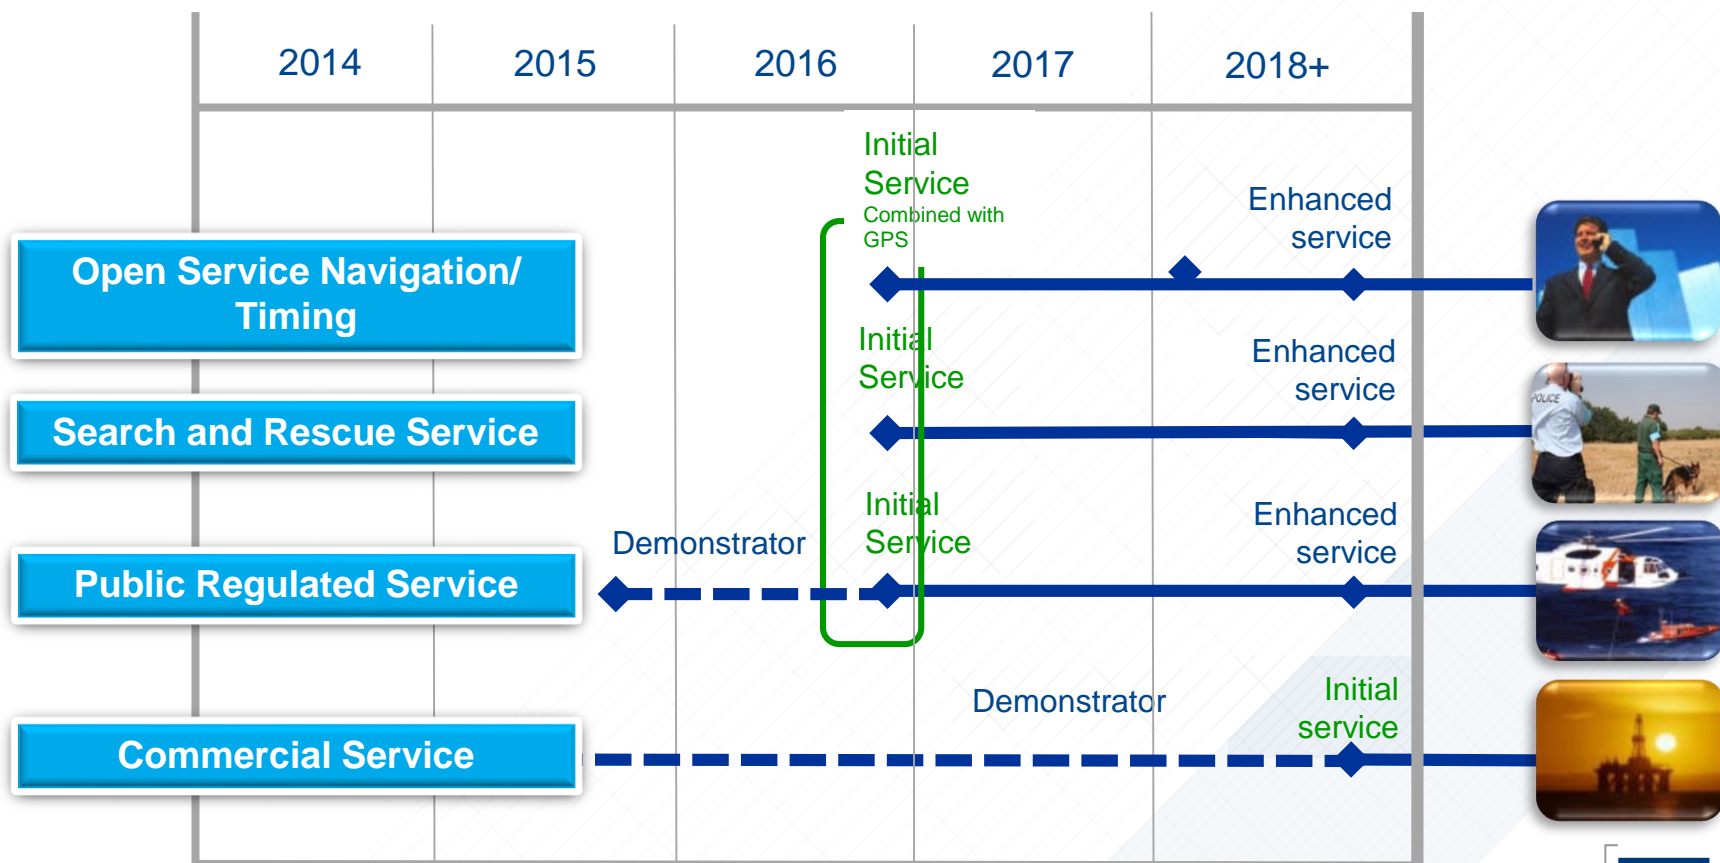 2014 2015 2016 2017 2018+
Initial
Service
Combined with
GPS
Enhanced
service
Open Service Navigation/
Timing
Initial
Service
Enhanced
service
Search and Rescue Service
POLICE
Initial
Service
Enhanced
service
Demonstrator
Public Regulated Service
Demonstrator
Initial
service
Commercial Service